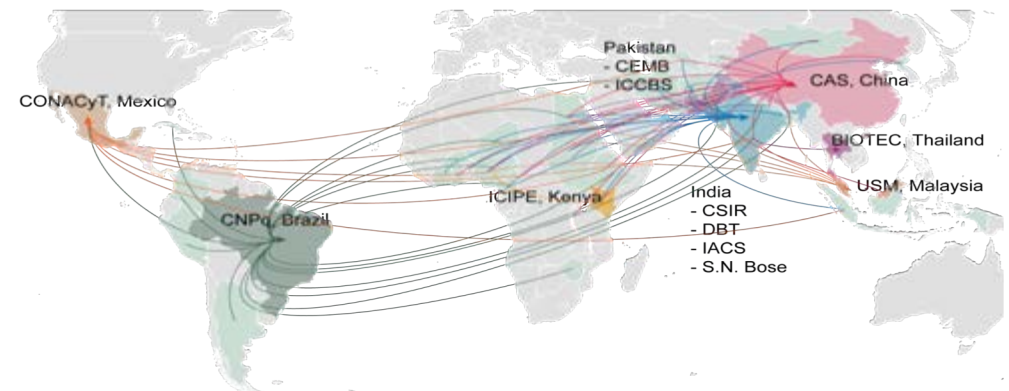 Pakistan
- CEMB
- ICCBS
CAS, China
CONACyT, Mexico
BIOTEC, Thailand
USM, Malaysia
ICIPE, Kenya
India
- CSIR
- DBT
- IACS
- S.N. Bose
CNPq, Brazil